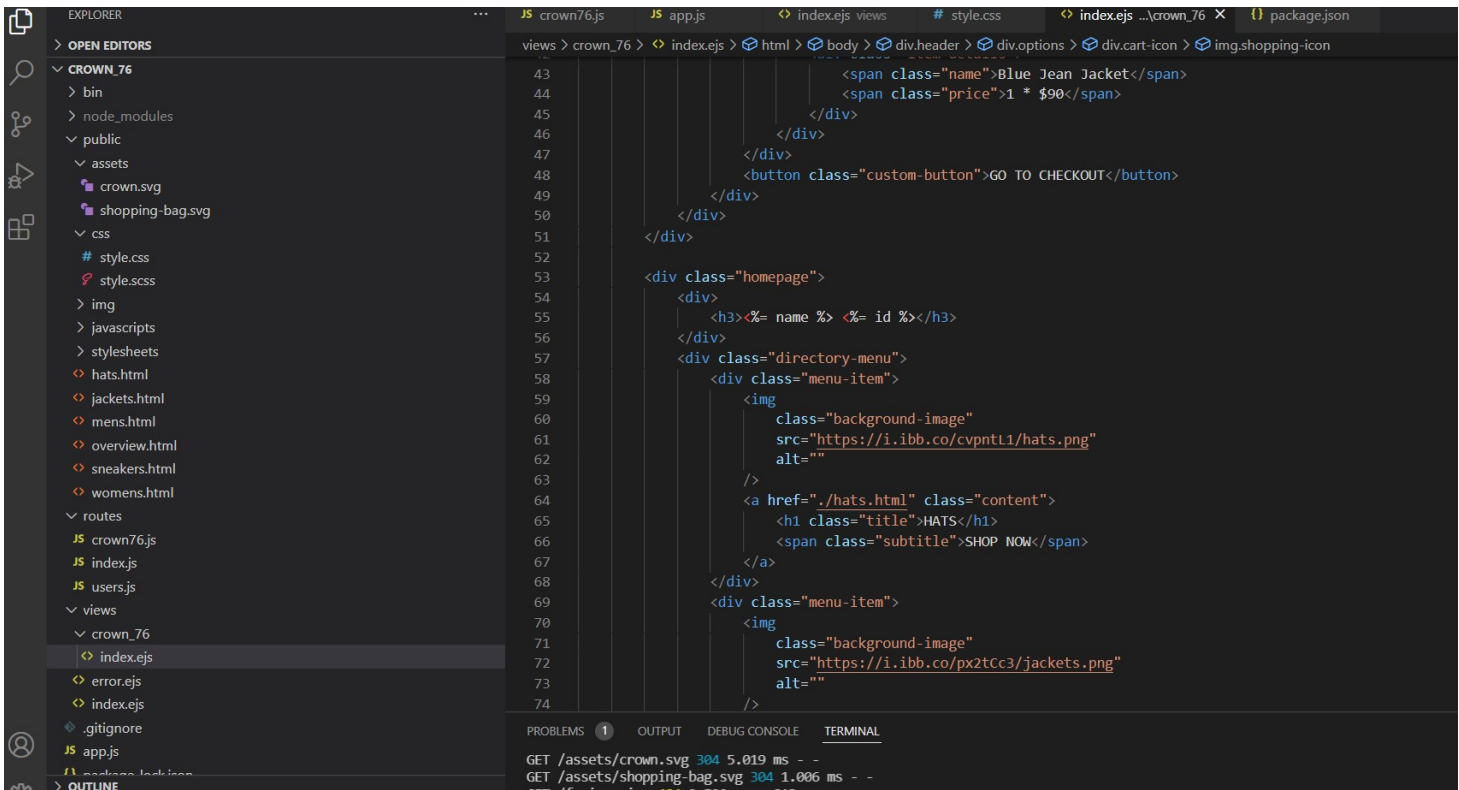 EXPLORER
···
OPEN EDITORS
CROWN_76
bin
node_modules
public
assets
crown.svg
shopping-bag.svg
css
# style.css
style.scss
img
javascripts
stylesheets
<> hats.html
<> jackets.html
<> mens.html
<> overview.html
<> sneakers.html
<> womens.html
routes
JS crown76.js
JS index.js
JS users.js
views
crown_76
<> index.ejs
<> error.ejs
<> index.ejs
.gitignore
JS app.js
{} package-lock.json
> OUTLINE
JS crown76.js JS app.js <> index.ejs views # style.css <> index.ejs ...\crown_76 X {} package.json
views > crown_76 > <> index.ejs > html > body > div.header > div.options > div.cart-icon > img.shopping-icon
43 <span class="name">Blue Jean Jacket</span>
44 <span class="price">1 * $90</span>
45 </div>
46 </div>
47 </div>
48 <button class="custom-button">GO TO CHECKOUT</button>
49 </div>
50 </div>
51 </div>
52
53 <div class="homepage">
54 <div>
55 <h3><%= name %> <%= id %></h3>
56 </div>
57 <div class="directory-menu">
58 <div class="menu-item">
59 <img
60 class="background-image"
61 src="https://i.ibb.co/cvpntL1/hats.png"
62 alt=""
63 />
64 <a href="./hats.html" class="content">
65 <h1 class="title">HATS</h1>
66 <span class="subtitle">SHOP NOW</span>
67 </a>
68 </div>
69 <div class="menu-item">
70 <img
71 class="background-image"
72 src="https://i.ibb.co/px2tCc3/jackets.png"
73 alt=""
74 />
PROBLEMS 1 OUTPUT DEBUG CONSOLE TERMINAL
GET /assets/crown.svg 304 5.019 ms - -
GET /assets/shopping-bag.svg 304 1.006 ms - -